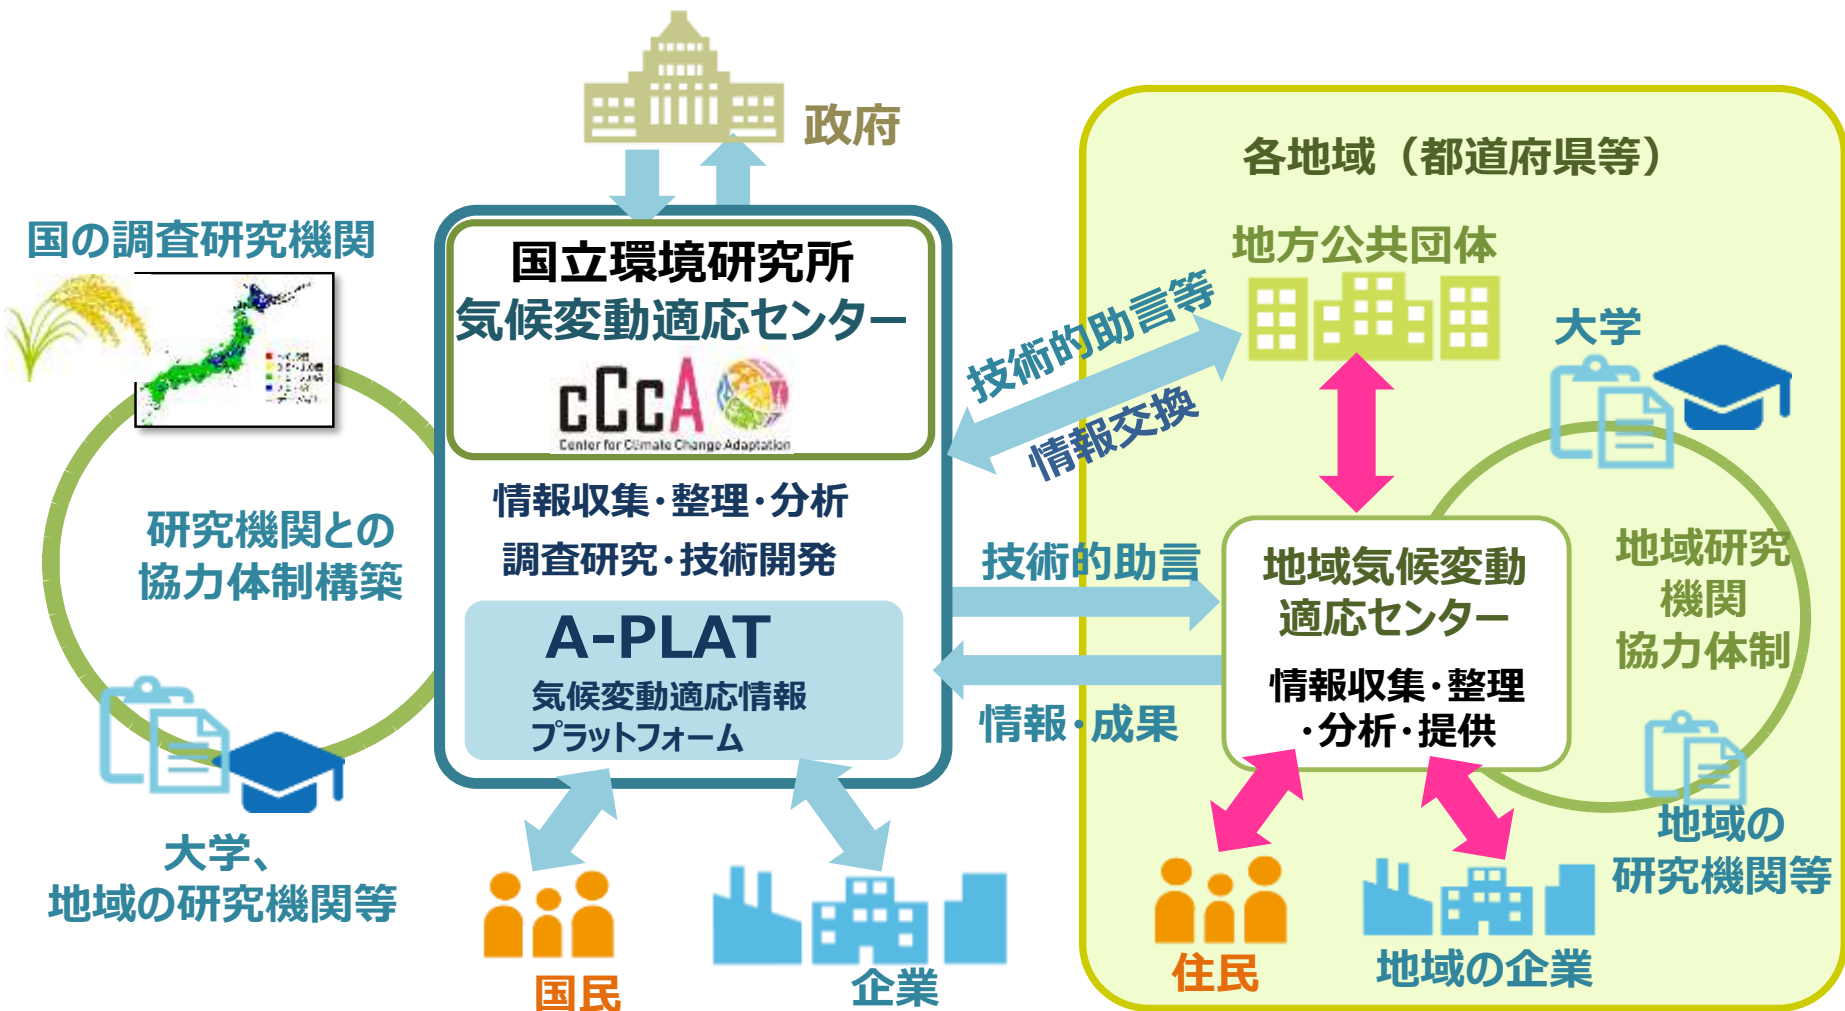 政府
国の調査研究機関
国立環境研究所
気候変動適応センター
cCCA
Center for Climate Change Adaptation
情報収集・整理・分析
調査研究・技術開発
A-PLAT
気候変動適応情報
プラットフォーム
研究機関との
協力体制構築
大学、
地域の研究機関等
国民
企業
技術的助言等
情報交換
技術的助言
情報・成果
各地域（都道府県等）
地方公共団体
大学
地域気候変動
適応センター
情報収集・整理
・分析・提供
地域研究
機関
協力体制
地域の
研究機関等
住民
地域の企業